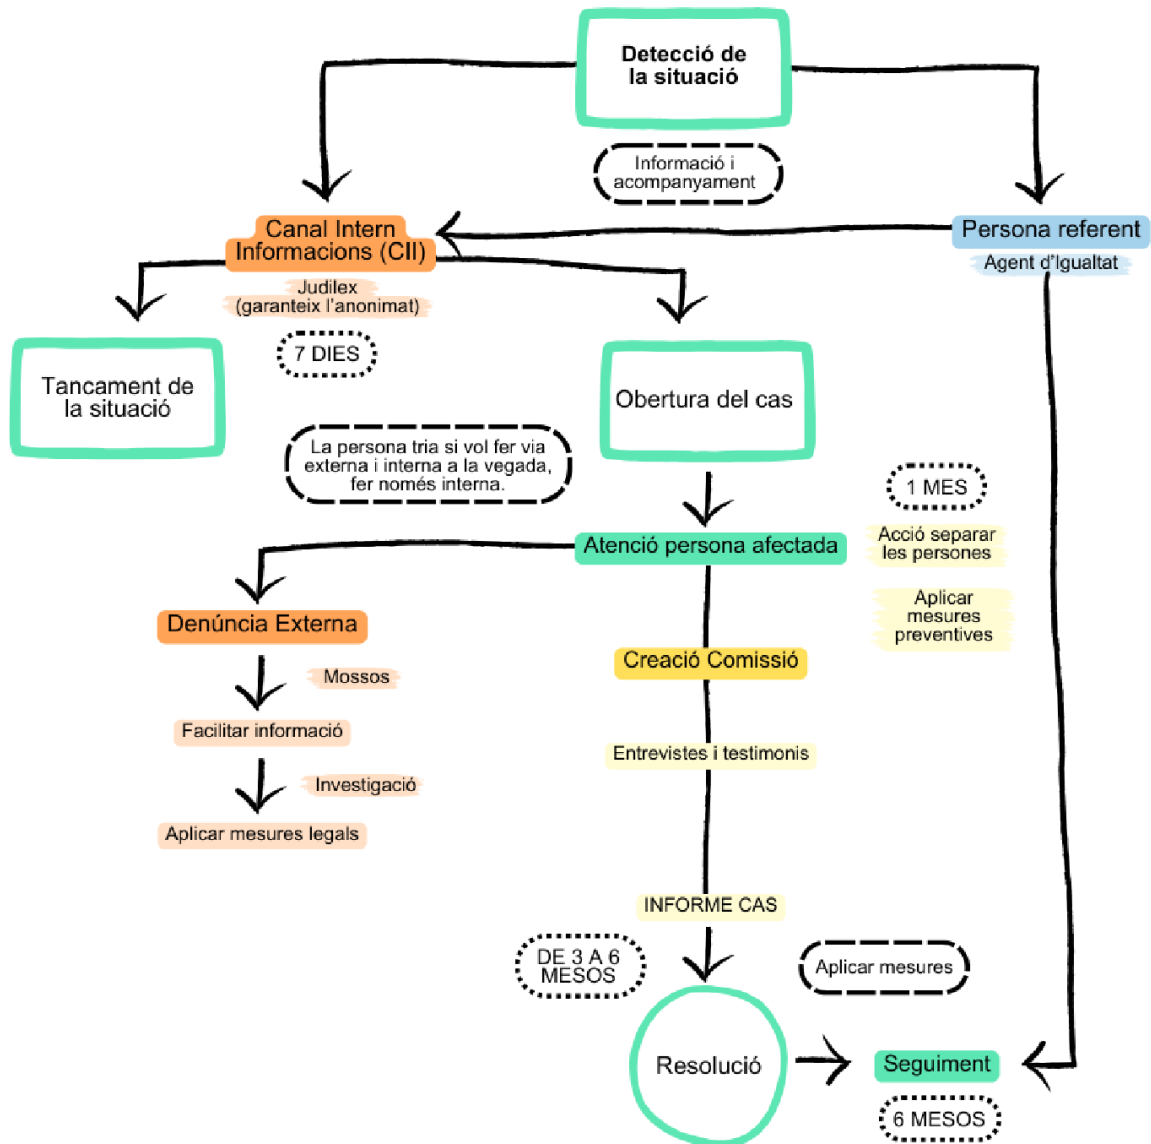 Detecció de
la situació
Informació i
acompanyament
Canal Intern
Informacions (CII)
Judilex
(garanteix l'anonimat)
Persona referent
Agent d'Igualtat
7 DIES
Tancament de
la situació
Obertura del cas
La persona tria si vol fer via
externa i interna a la vegada,
fer només interna.
1 MES
Acció separar
les persones
Aplicar
mesures
preventives
Atenció persona afectada
Denúncia Externa
Mossos
Facilitar informació
Investigació
Aplicar mesures legals
Creació Comissió
Entrevistes i testimonis
INFORME CAS
DE 3 A 6
MESOS
Aplicar mesures
Resolució
Seguiment
6 MESOS